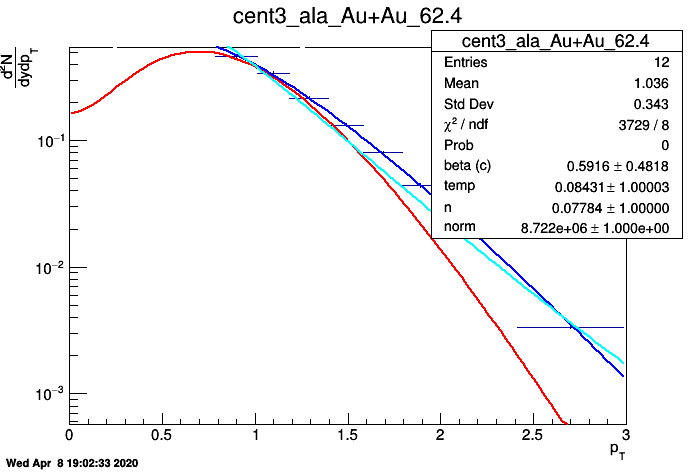 cent3_ala_Au+Au_62.4
cent3_ala_Au+Au_62.4
Entries 12
Mean 1.036
Std Dev 0.343
χ² / ndf 3729 / 8
Prob 0
beta (c) 0.5916 ± 0.4818
temp 0.08431 ± 1.00003
n 0.07784 ± 1.00000
norm 8.722e+06 ± 1.000e+00
d²N
dydp_T
10⁻¹
10⁻²
10⁻³
0 0.5 1 1.5 2 2.5 3
p_T
Wed Apr 8 19:02:33 2020